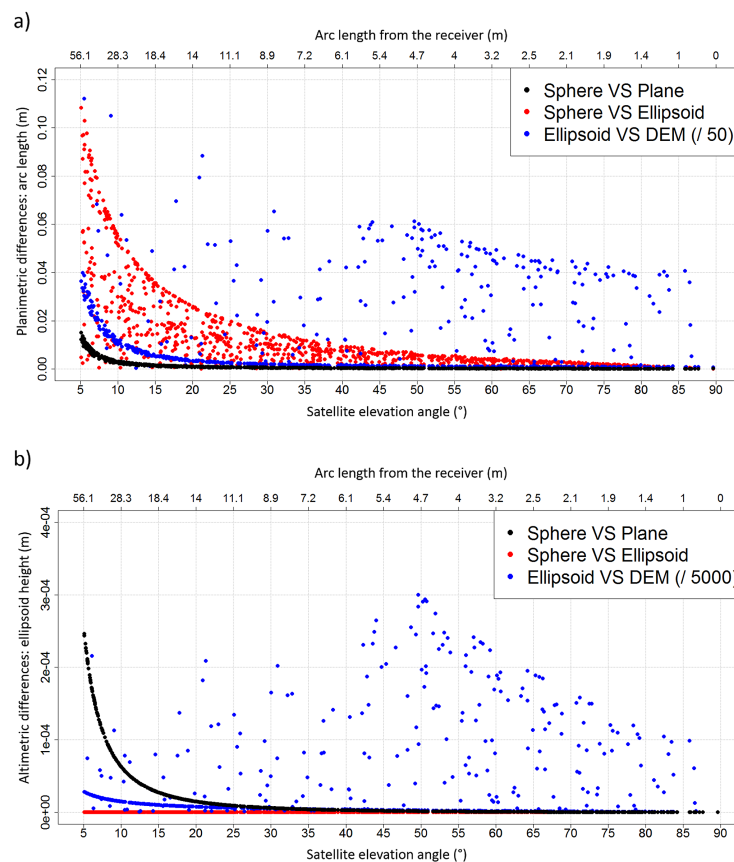 a)
Arc length from the receiver (m)
56.1 28.3 18.4 14 11.1 8.9 7.2 6.1 5.4 4.7 4 3.2 2.5 2.1 1.9 1.4 1 0
Sphere VS Plane
Sphere VS Ellipsoid
Ellipsoid VS DEM (/ 50)
Planimetric differences: arc length (m)
0.12
0.10
0.08
0.06
0.04
0.02
0.00
5 10 15 20 25 30 35 40 45 50 55 60 65 70 75 80 85 90
Satellite elevation angle (°)
b)
Arc length from the receiver (m)
56.1 28.3 18.4 14 11.1 8.9 7.2 6.1 5.4 4.7 4 3.2 2.5 2.1 1.9 1.4 1 0
Sphere VS Plane
Sphere VS Ellipsoid
Ellipsoid VS DEM (/ 5000)
Altimetric differences: ellipsoid height (m)
4e-04
3e-04
2e-04
1e-04
0e+00
5 10 15 20 25 30 35 40 45 50 55 60 65 70 75 80 85 90
Satellite elevation angle (°)